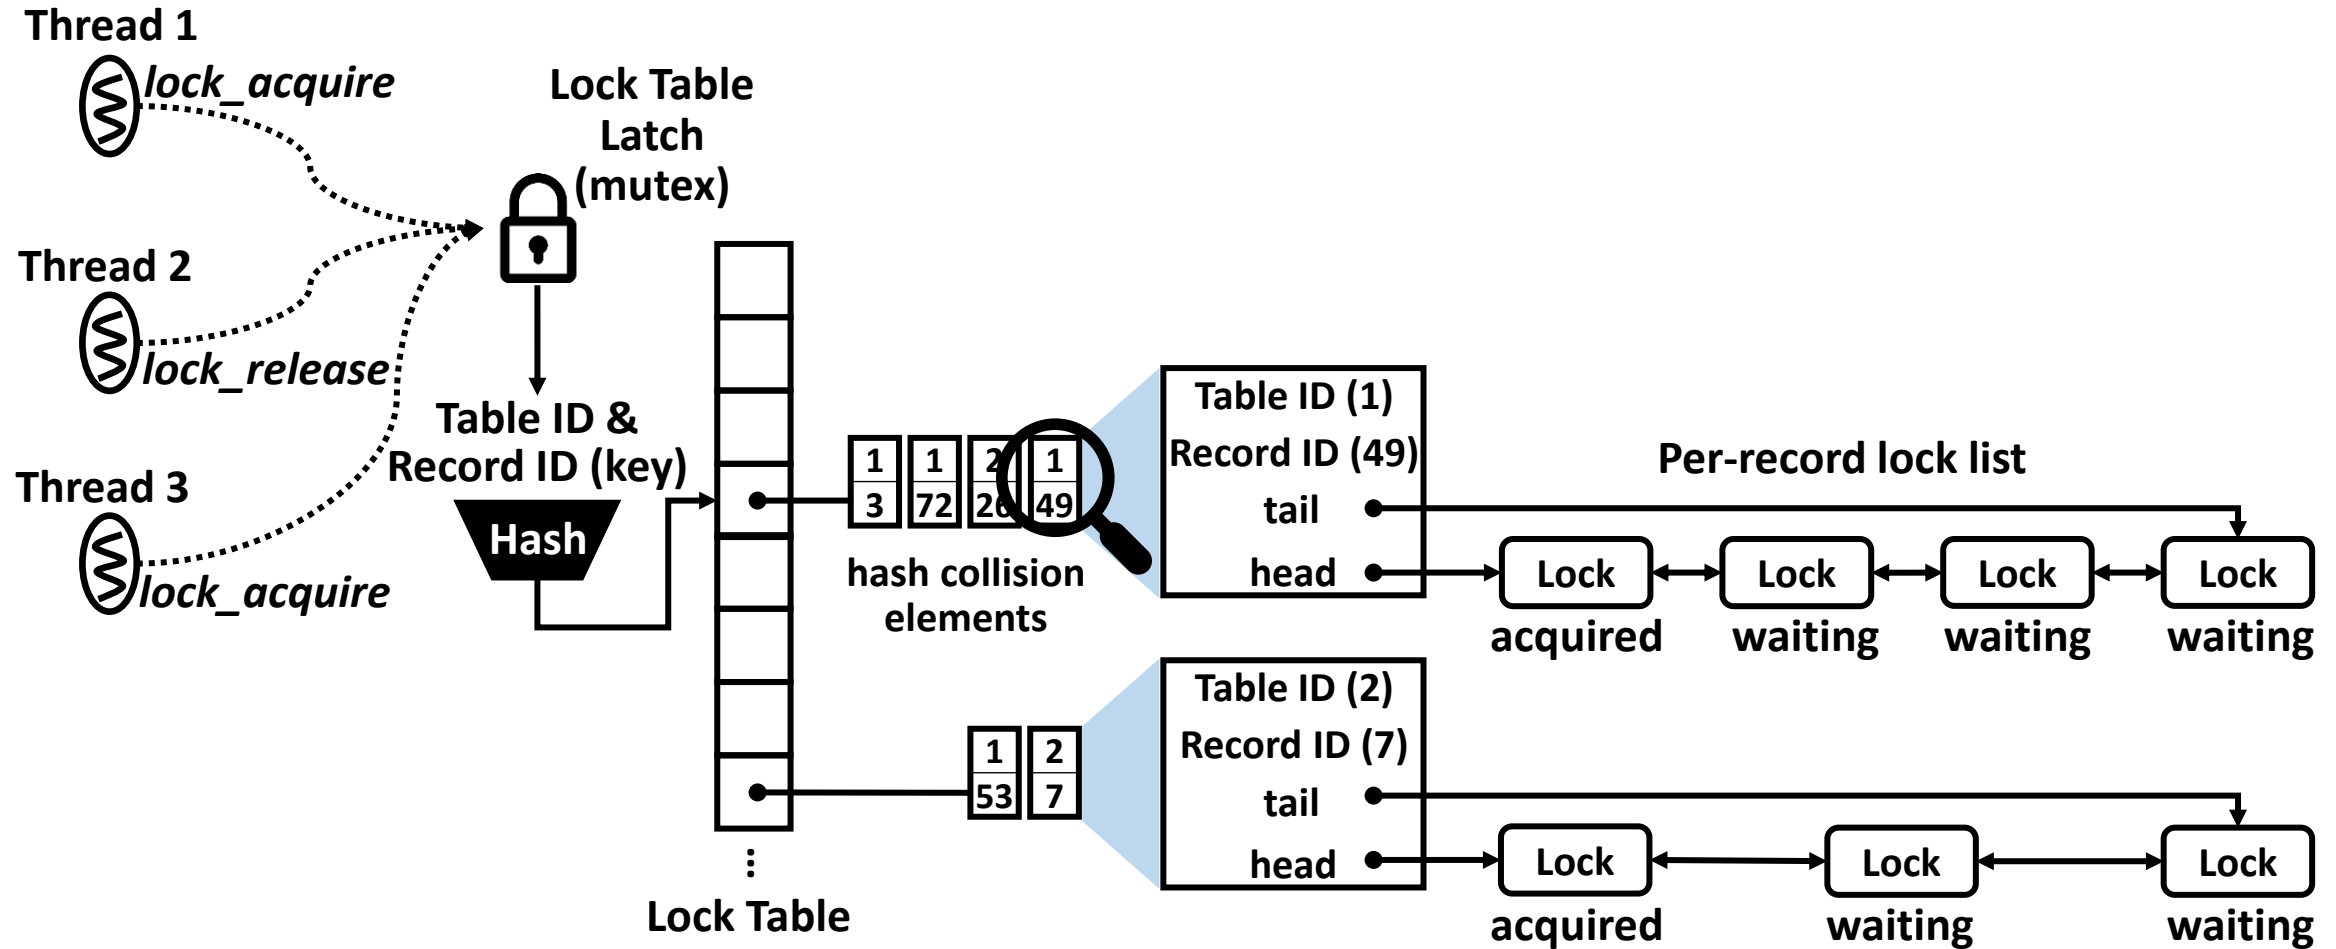 Thread 1
lock_acquire
Lock Table
Latch
(mutex)
Thread 2
lock_release
Table ID &
Record ID (key)
Hash
Thread 3
lock_acquire
1 1 2 1
3 72 26 49
hash collision
elements
Table ID (1)
Record ID (49)
tail
head
Per-record lock list
Lock Lock Lock Lock
acquired waiting waiting waiting
1 2
53 7
Table ID (2)
Record ID (7)
tail
head
Lock Lock Lock
acquired waiting waiting
...
Lock Table